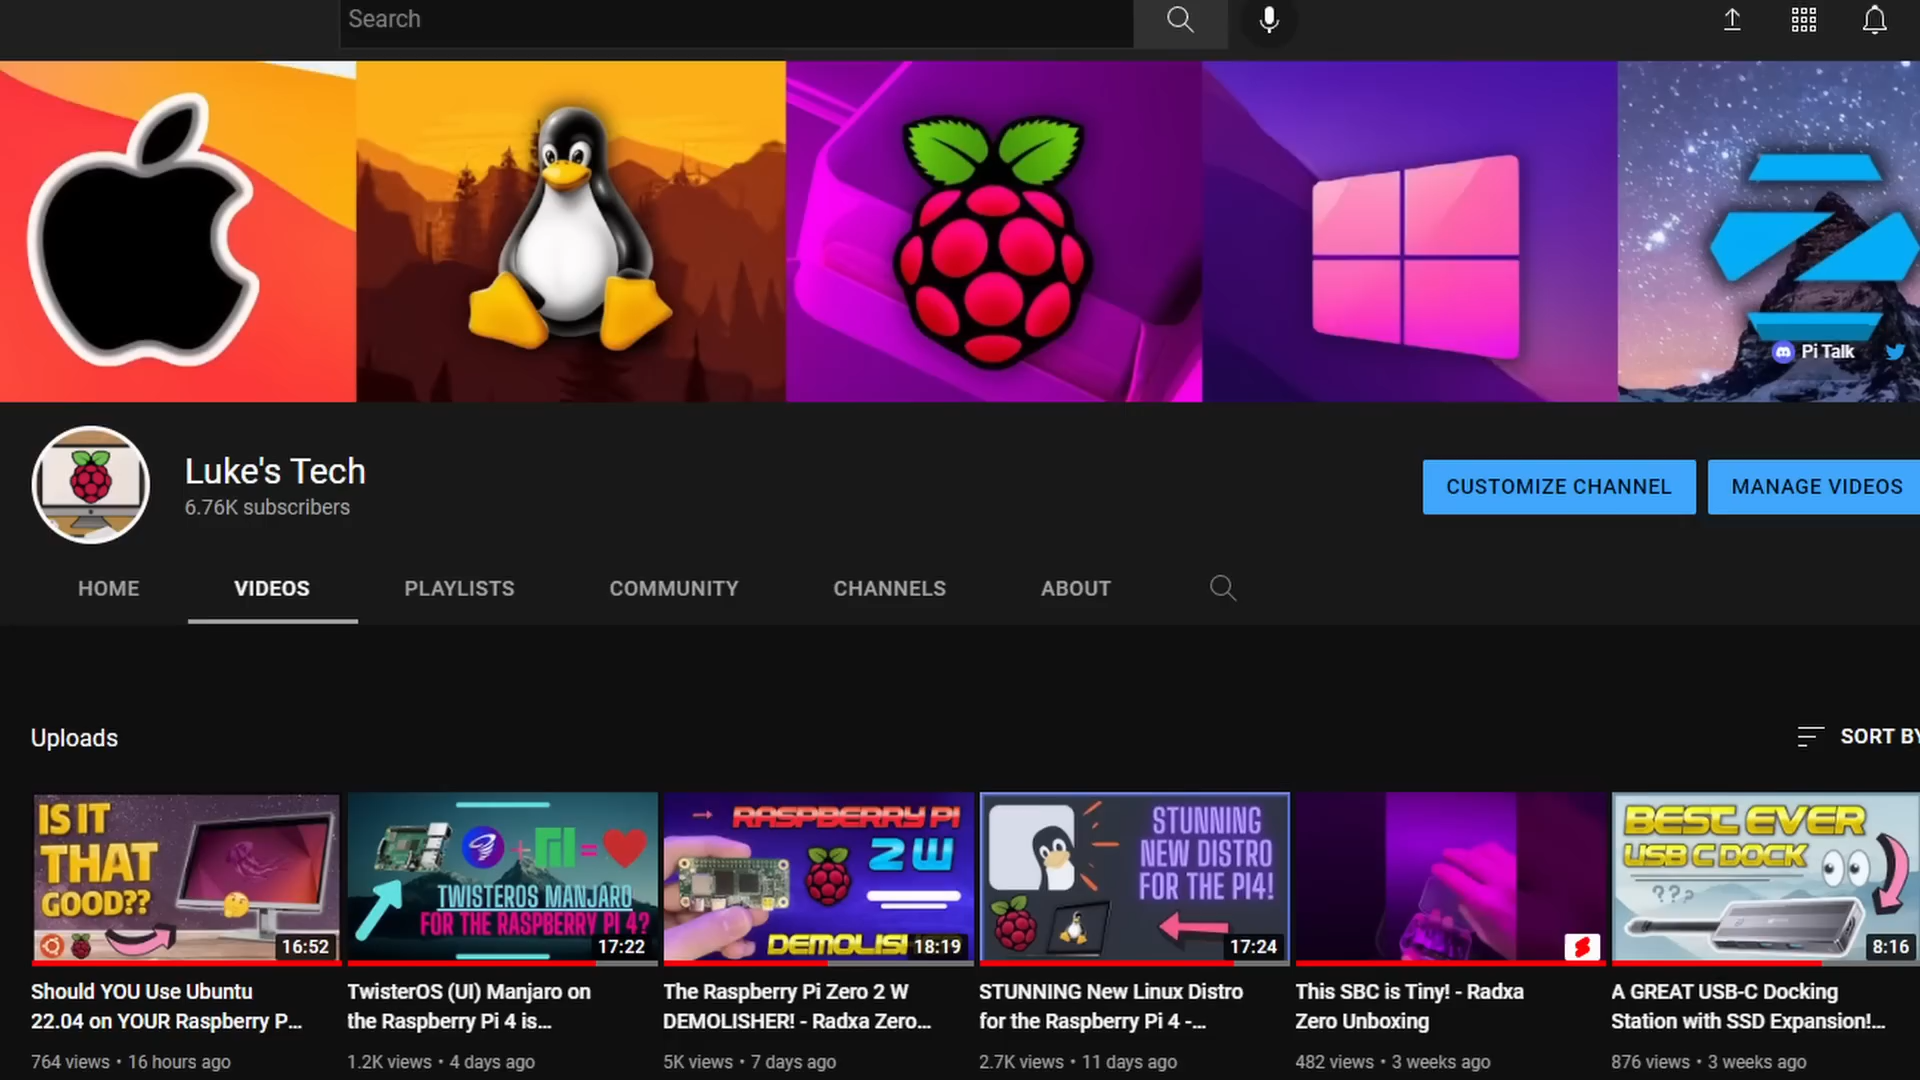 Search
Pi Talk
Luke's Tech
6.76K subscribers
CUSTOMIZE CHANNEL
MANAGE VIDEOS
HOME
VIDEOS
PLAYLISTS
COMMUNITY
CHANNELS
ABOUT
Uploads
SORT BY
IS IT
THAT
GOOD??
16:52
TWISTEROS MANJARO
FOR THE RASPBERRY PI 4?
17:22
RASPBERRY PI
2 W
DEMOLIS
18:19
STUNNING
NEW DISTRO
FOR THE PI4!
17:24
BEST EVER
USB C DOCK
???
8:16
Should YOU Use Ubuntu
22.04 on YOUR Raspberry P...
764 views • 16 hours ago
TwisterOS (UI) Manjaro on
the Raspberry Pi 4 is...
1.2K views • 4 days ago
The Raspberry Pi Zero 2 W
DEMOLISHER! - Radxa Zero...
5K views • 7 days ago
STUNNING New Linux Distro
for the Raspberry Pi 4 -...
2.7K views • 11 days ago
This SBC is Tiny! - Radxa
Zero Unboxing
482 views • 3 weeks ago
A GREAT USB-C Docking
Station with SSD Expansion!...
876 views • 3 weeks ago